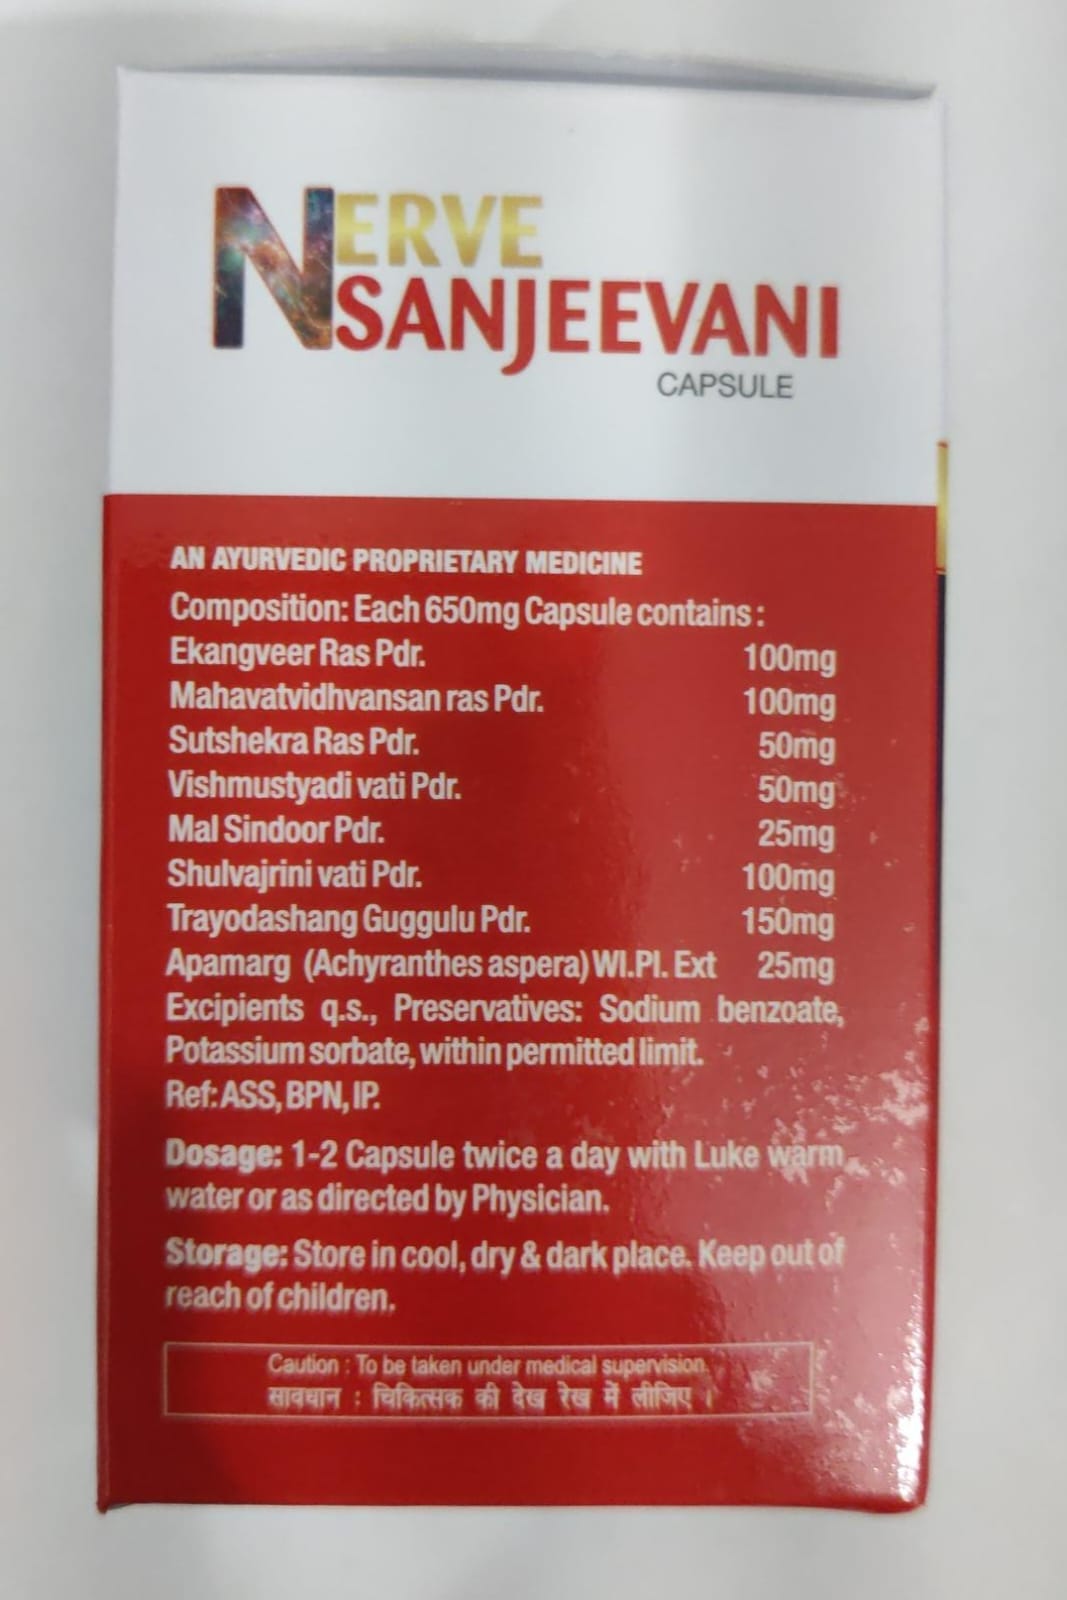 NERVE
SANJEEVANI
CAPSULE
AN AYURVEDIC PROPRIETARY MEDICINE
Composition: Each 650mg Capsule contains :
Ekangveer Ras Pdr. 100mg
Mahavatvidhvansan ras Pdr. 100mg
Sutshekra Ras Pdr. 50mg
Vishmustyadi vati Pdr. 50mg
Mal Sindoor Pdr. 25mg
Shulvajrini vati Pdr. 100mg
Trayodashang Guggulu Pdr. 150mg
Apamarg (Achyranthes aspera) Wl.Pl. Ext 25mg
Excipients q.s., Preservatives: Sodium benzoate,
Potassium sorbate, within permitted limit.
Ref: ASS, BPN, IP.
Dosage: 1-2 Capsule twice a day with Luke warm
water or as directed by Physician.
Storage: Store in cool, dry & dark place. Keep out of
reach of children.
Caution : To be taken under medical supervision.
सावधान : चिकित्सक की देख रेख में लीजिए ।